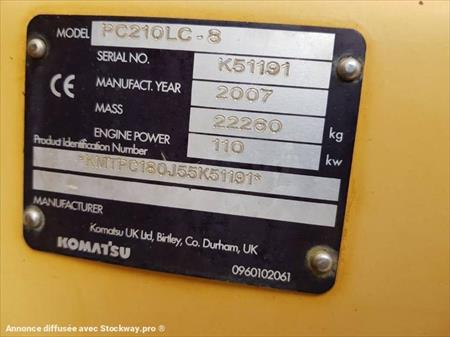 MODEL PC210LC-8
SERIAL NO. K51191
CE MANUFACT. YEAR 2007
MASS 22260 kg
ENGINE POWER 110 kw
Product Identification Number
*KMTPC180J55K51191*
MANUFACTURER
Komatsu UK Ltd, Birtley, Co. Durham, UK
KOMATSU
0960102061
Annonce diffusée avec Stockway.pro ®